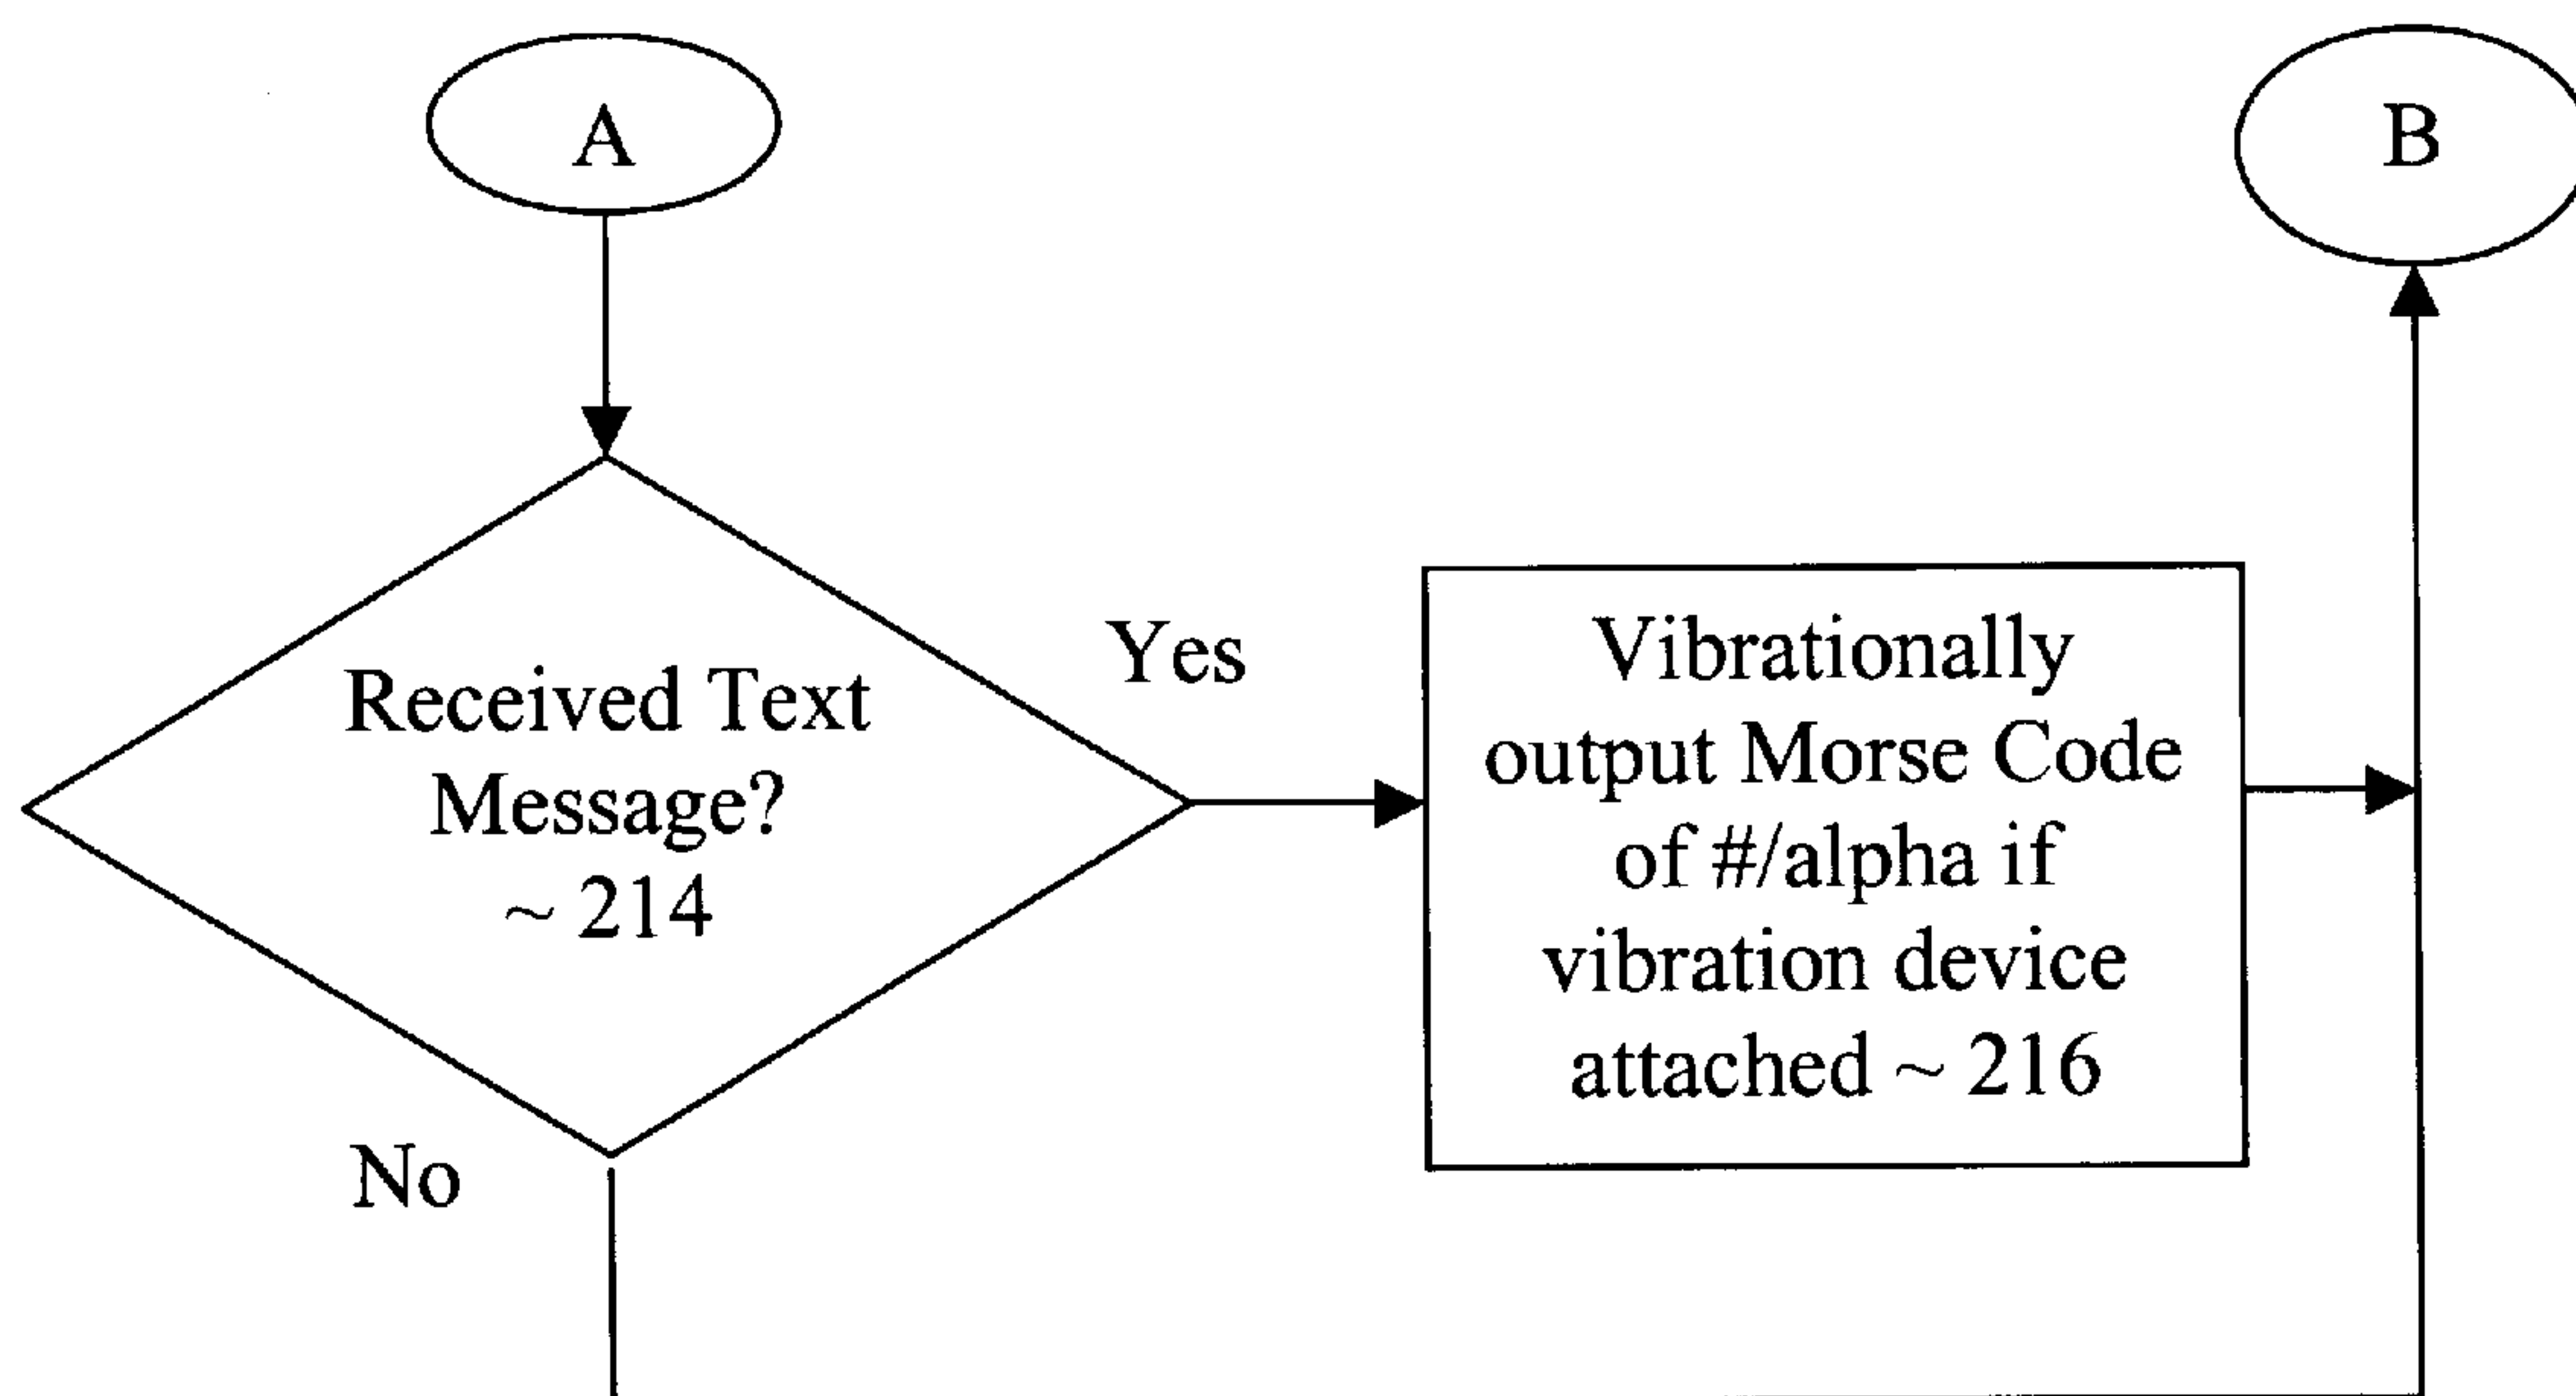 A
B
Received Text
Message?
~ 214
Yes
Vibrationally
output Morse Code
of #/alpha if
vibration device
attached ~ 216
No